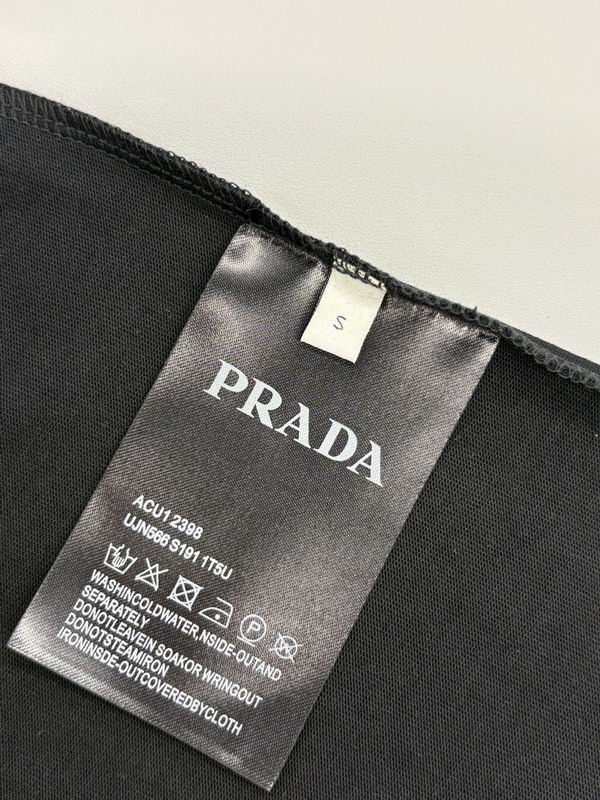 S
PRADA
ACU1 2398
UJN566 S191 1T5U
P W
WASHINCOLDWATER,NSIDE-OUTAND
SEPARATELY
DONOTLEAVEIN SOAKOR WRINGOUT
DONOTSTEAMIRON
IRONINSDE-OUTCOVEREDBYCLOTH